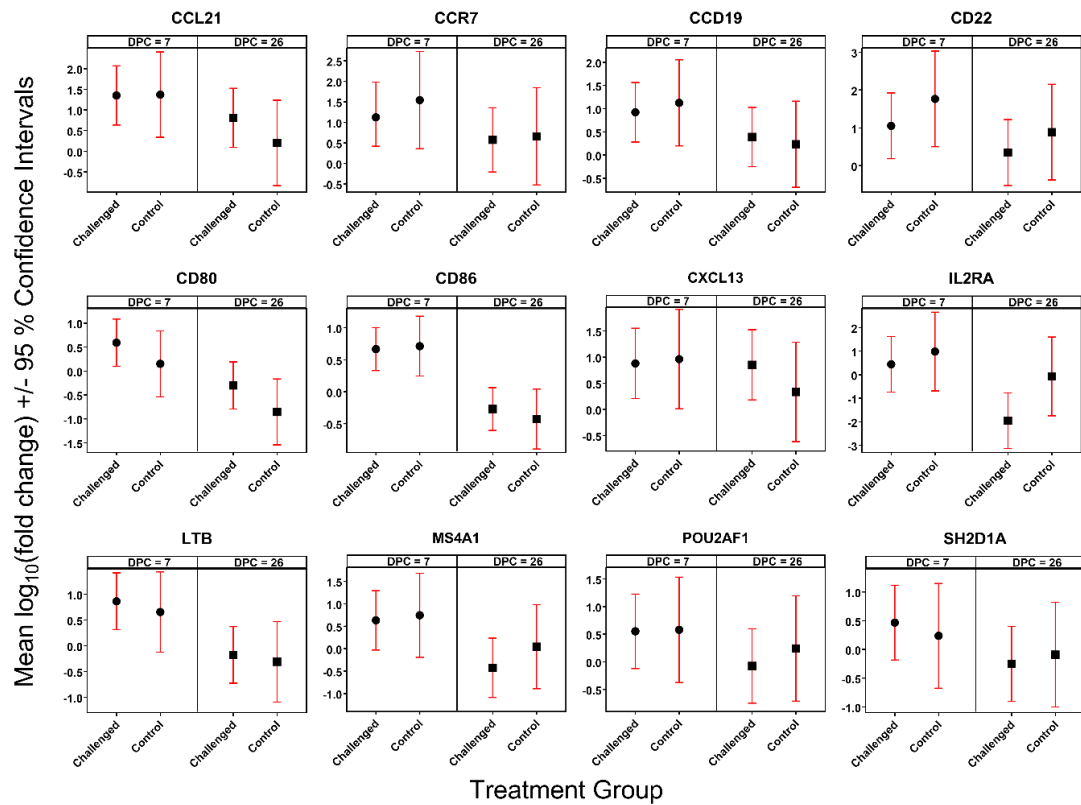 Mean log10(fold change) +/- 95 % Confidence Intervals
CCL21
DPC = 7 DPC = 26
2.0
1.5
1.0
0.5
0.0
-0.5
Challenged Control Challenged Control
CCR7
DPC = 7 DPC = 26
2.5
2.0
1.5
1.0
0.5
0.0
-0.5
Challenged Control Challenged Control
CCD19
DPC = 7 DPC = 26
2.0
1.5
1.0
0.5
0.0
-0.5
Challenged Control Challenged Control
CD22
DPC = 7 DPC = 26
3
2
1
0
Challenged Control Challenged Control
CD80
DPC = 7 DPC = 26
1.0
0.5
0.0
-0.5
-1.0
-1.5
Challenged Control Challenged Control
CD86
DPC = 7 DPC = 26
1.0
0.5
0.0
-0.5
Challenged Control Challenged Control
CXCL13
DPC = 7 DPC = 26
1.5
1.0
0.5
0.0
-0.5
Challenged Control Challenged Control
IL2RA
DPC = 7 DPC = 26
2
1
0
-1
-2
-3
Challenged Control Challenged Control
LTB
DPC = 7 DPC = 26
1.0
0.5
0.0
-0.5
-1.0
Challenged Control Challenged Control
MS4A1
DPC = 7 DPC = 26
1.5
1.0
0.5
0.0
-0.5
-1.0
Challenged Control Challenged Control
POU2AF1
DPC = 7 DPC = 26
1.5
1.0
0.5
0.0
-0.5
Challenged Control Challenged Control
SH2D1A
DPC = 7 DPC = 26
1.0
0.5
0.0
-0.5
-1.0
Challenged Control Challenged Control
Treatment Group